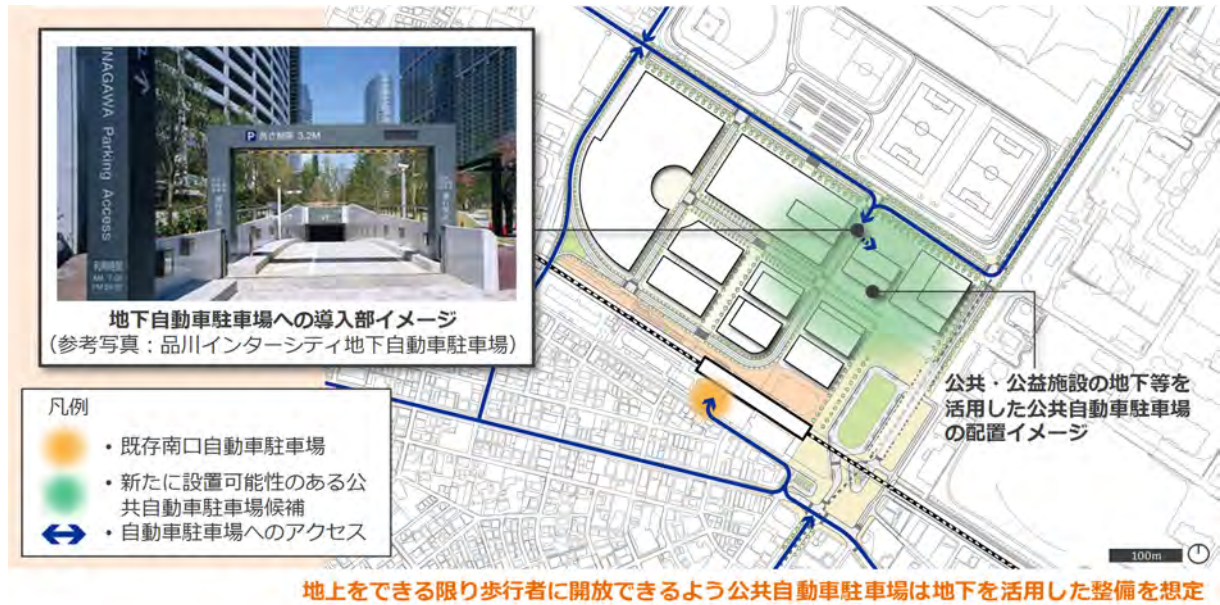 INAGAWA Parking Access
P 高さ制限 3.2M
利用時間
地下自動車駐車場への導入部イメージ
(参考写真:品川インターシティ地下自動車駐車場)
凡例
・既存南口自動車駐車場
・新たに設置可能性のある公
共自動車駐車場候補
・自動車駐車場へのアクセス
公共・公益施設の地下等を
活用した公共自動車駐車場
の配置イメージ
100m
地上をできる限り歩行者に開放できるよう公共自動車駐車場は地下を活用した整備を想定